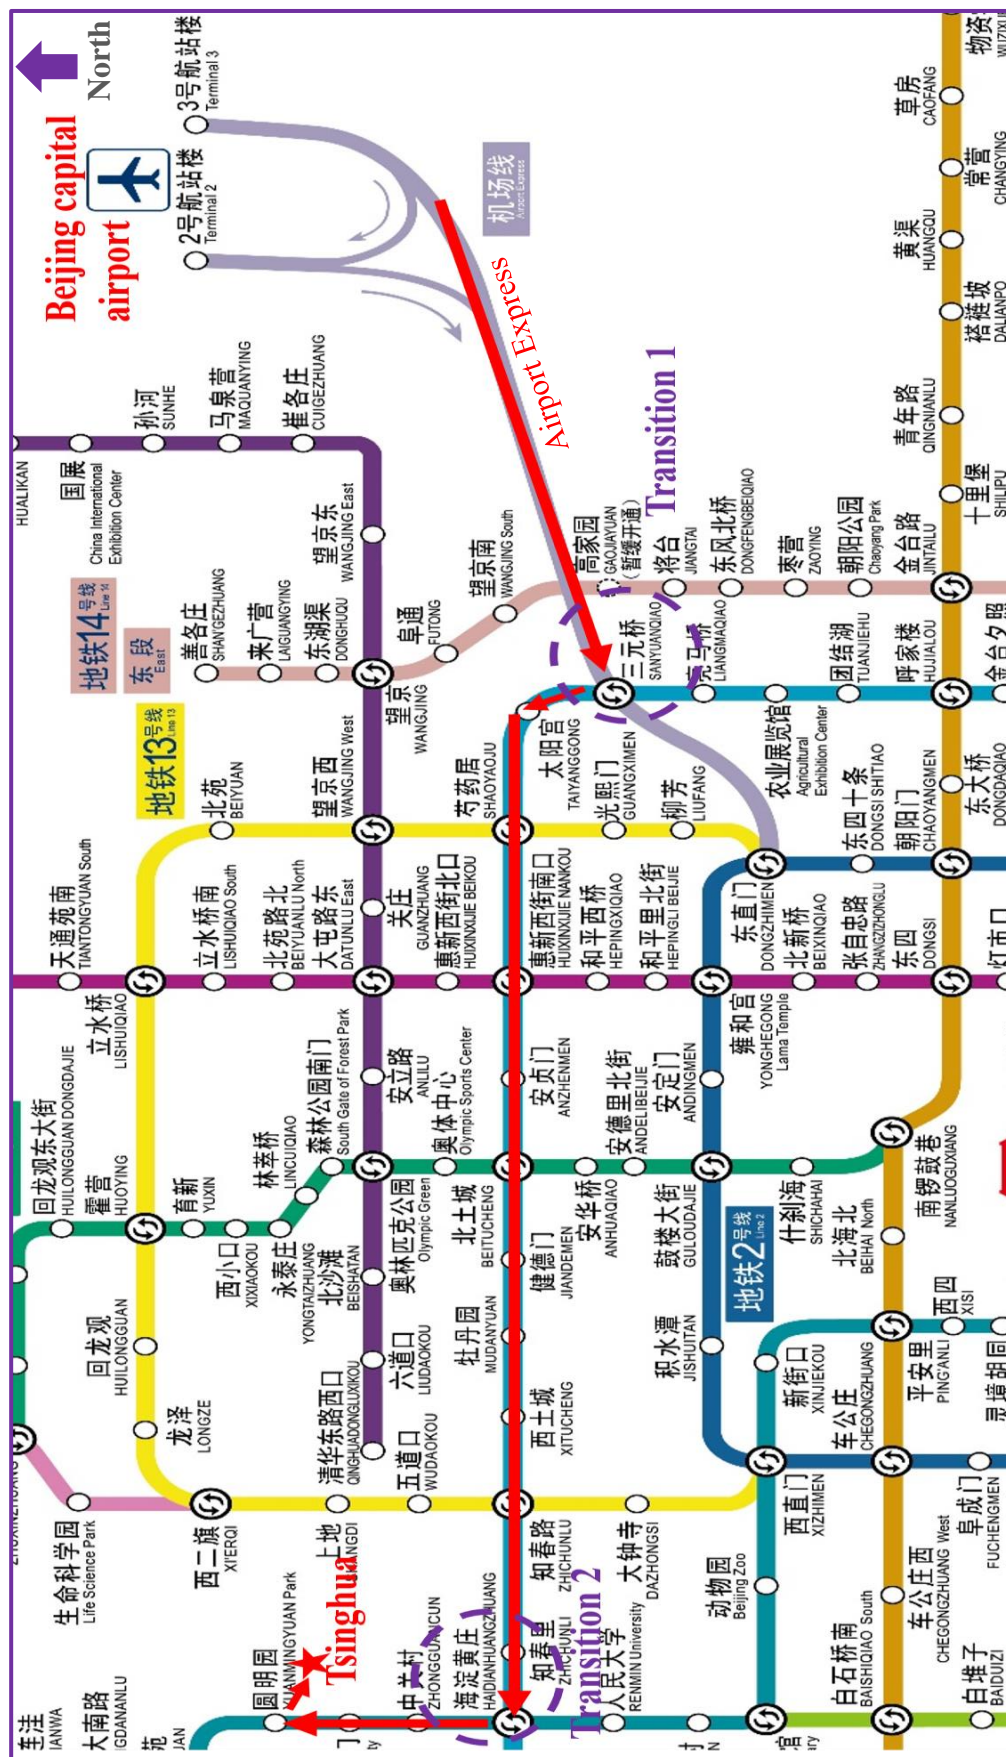 North
Beijing capital
airport
3号航站楼
Terminal 3
2号航站楼
Terminal 2
机场线
Airport Express
Airport Express
Transition 1
HUALIKAN
国展
China International
Exhibition Center
孙河
SUNHE
马泉营
MAQUANYING
崔各庄
CUIGEZHUANG
望京东
WANGJING East
地铁14号线
Line 14
东段
East
善各庄
SHAN'GEZHUANG
来广营
LAIGUANGYING
东湖渠
DONGHUQU
望京
WANGJING
阜通
FUTONG
望京南
WANGJING South
高家园
GAOJIAYUAN
(暂缓开通)
将台
JIANGTAI
东风北桥
DONGFENGBEIQIAO
枣营
ZAOYING
朝阳公园
Chaoyang Park
金台路
JINTAILU
十里堡
SHILIPU
青年路
QINGNIANLU
褡裢坡
DALIANPO
黄渠
HUANGQU
常营
CHANGYING
草房
CAOFANG
物资
WUZIXUE
三元桥
SANYUANQIAO
亮马桥
LIANGMAQIAO
农业展览馆
Agricultural
Exhibition Center
团结湖
TUANJIEHU
呼家楼
HUJIALOU
金台夕照
太阳宫
TAIYANGGONG
芍药居
SHAOYAOJU
地铁13号线
Line 13
北苑
BEIYUAN
望京西
WANGJING West
光熙门
GUANGXIMEN
柳芳
LIUFANG
东直门
DONGZHIMEN
东四十条
DONGSI SHITIAO
朝阳门
CHAOYANGMEN
东大桥
DONGDAQIAO
天通苑南
TIANTONGYUAN South
立水桥
LISHUIQIAO
立水桥南
LISHUIQIAO South
北苑路北
BEIYUANLU North
大屯路东
DATUNLU East
关庄
GUANZHUANG
惠新西街北口
HUIXINXIJIE BEIKOU
惠新西街南口
HUIXINXIJIE NANKOU
和平西桥
HEPINGXIQIAO
和平里北街
HEPINGLI BEIJIE
雍和宫
YONGHEGONG
Lama Temple
北新桥
BEIXINQIAO
张自忠路
ZHANGZIZHONGLU
东四
DONGSI
灯市口
回龙观东大街
HUILONGGUAN DONGDAJIE
霍营
HUOYING
育新
YUXIN
西小口
XIXIAOKOU
永泰庄
YONGTAIZHUANG
林萃桥
LINCUIQIAO
森林公园南门
South Gate of Forest Park
安立路
ANLILU
奥林匹克公园
Olympic Green
奥体中心
Olympic Sports Center
北土城
BEITUCHENG
安贞门
ANZHENMEN
安华桥
ANHUAQIAO
安德里北街
ANDELIBEIJIE
安定门
ANDINGMEN
鼓楼大街
GULOUDAJIE
什刹海
SHICHAHAI
南锣鼓巷
NANLUOGUXIANG
北海北
BEIHAI North
地铁2号线
Line 2
回龙观
HUILONGGUAN
龙泽
LONGZE
北沙滩
BEISHATAN
六道口
LIUDAOKOU
清华东路西口
QINGHUADONGLUXIKOU
健德门
JIANDEMEN
牡丹园
MUDANYUAN
西土城
XITUCHENG
积水潭
JISHUITAN
新街口
XINJIEKOU
平安里
PING'ANLI
西四
XISI
灵境胡同
车公庄
CHEGONGZHUANG
阜成门
FUCHENGMEN
西直门
XIZHIMEN
ZHUXINZHUANG
生命科学园
Life Science Park
西二旗
XI'ERQI
上地
SHANGDI
五道口
WUDAOKOU
知春路
ZHICHUNLU
大钟寺
DAZHONGSI
动物园
Beijing Zoo
车公庄西
CHEGONGZHUANG West
白石桥南
BAISHIQIAO South
白堆子
BAIDUIZI
Tsinghua
圆明园
YUANMINGYUAN Park
中关村
ZHONGGUANCUN
海淀黄庄
HAIDIANHUANGZHUANG
知春里
ZHICHUNLI
Transition 2
人民大学
RENMIN University
大南路